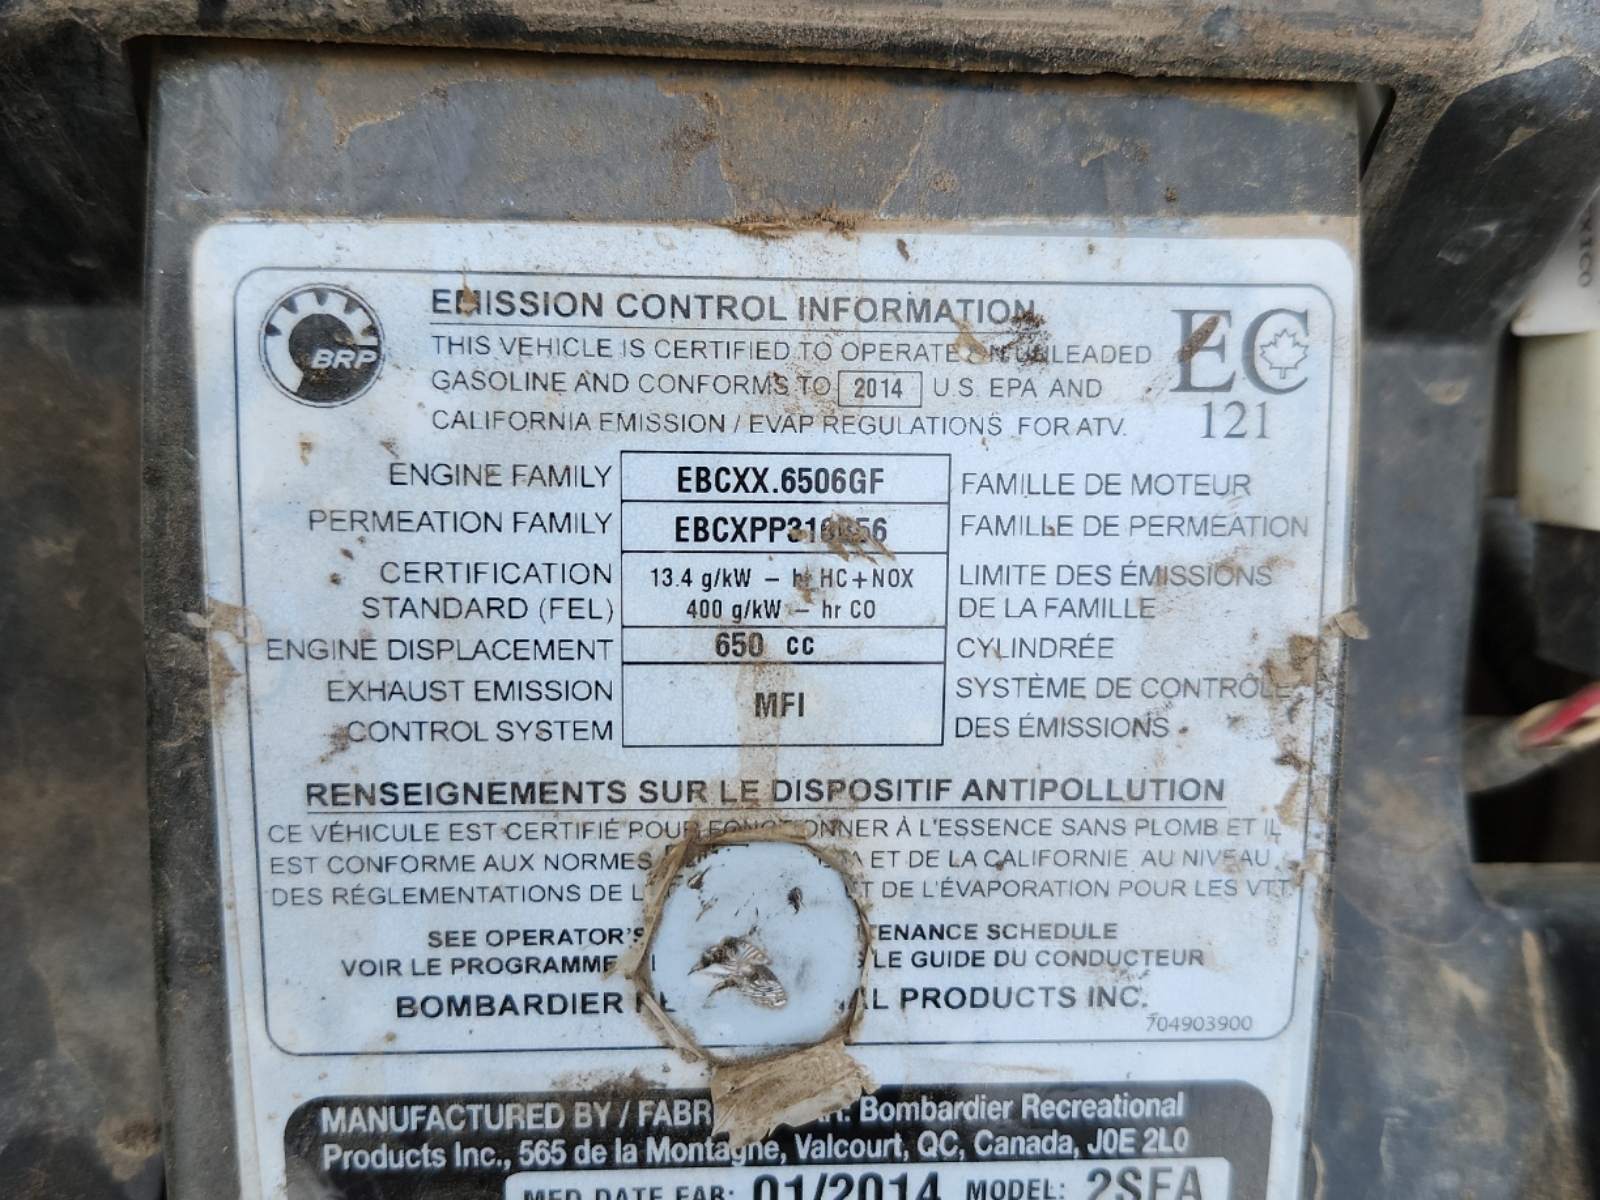 BRP
EMISSION CONTROL INFORMATION
THIS VEHICLE IS CERTIFIED TO OPERATE ON UNLEADED
GASOLINE AND CONFORMS TO 2014 U.S. EPA AND
CALIFORNIA EMISSION / EVAP REGULATIONS FOR ATV.
EC
121
ENGINE FAMILY EBCXX.6506GF FAMILLE DE MOTEUR
PERMEATION FAMILY FAMILLE DE PERMÉATION
CERTIFICATION 13.4 g/kW – hr HC+NOX LIMITE DES ÉMISSIONS
STANDARD (FEL) 400 g/kW – hr CO DE LA FAMILLE
ENGINE DISPLACEMENT 650 CC CYLINDRÉE
EXHAUST EMISSION MFI SYSTÈME DE CONTRÔLE
CONTROL SYSTEM DES ÉMISSIONS
RENSEIGNEMENTS SUR LE DISPOSITIF ANTIPOLLUTION
CE VÉHICULE EST CERTIFIÉ POUR FONCTIONNER À L'ESSENCE SANS PLOMB ET IL
EST CONFORME AUX NORMES ET DE LA CALIFORNIE AU NIVEAU
DES RÉGLEMENTATIONS DE DE L'ÉVAPORATION POUR LES VTT
SEE OPERATOR'S SCHEDULE
VOIR LE PROGRAMME LE GUIDE DU CONDUCTEUR
BOMBARDIER PRODUCTS INC.
704903900
MANUFACTURED BY / Bombardier Recreational
Products Inc., 565 de la Montagne, Valcourt, QC, Canada, J0E 2L0
DATE 01/2014 MODEL: 2SFA